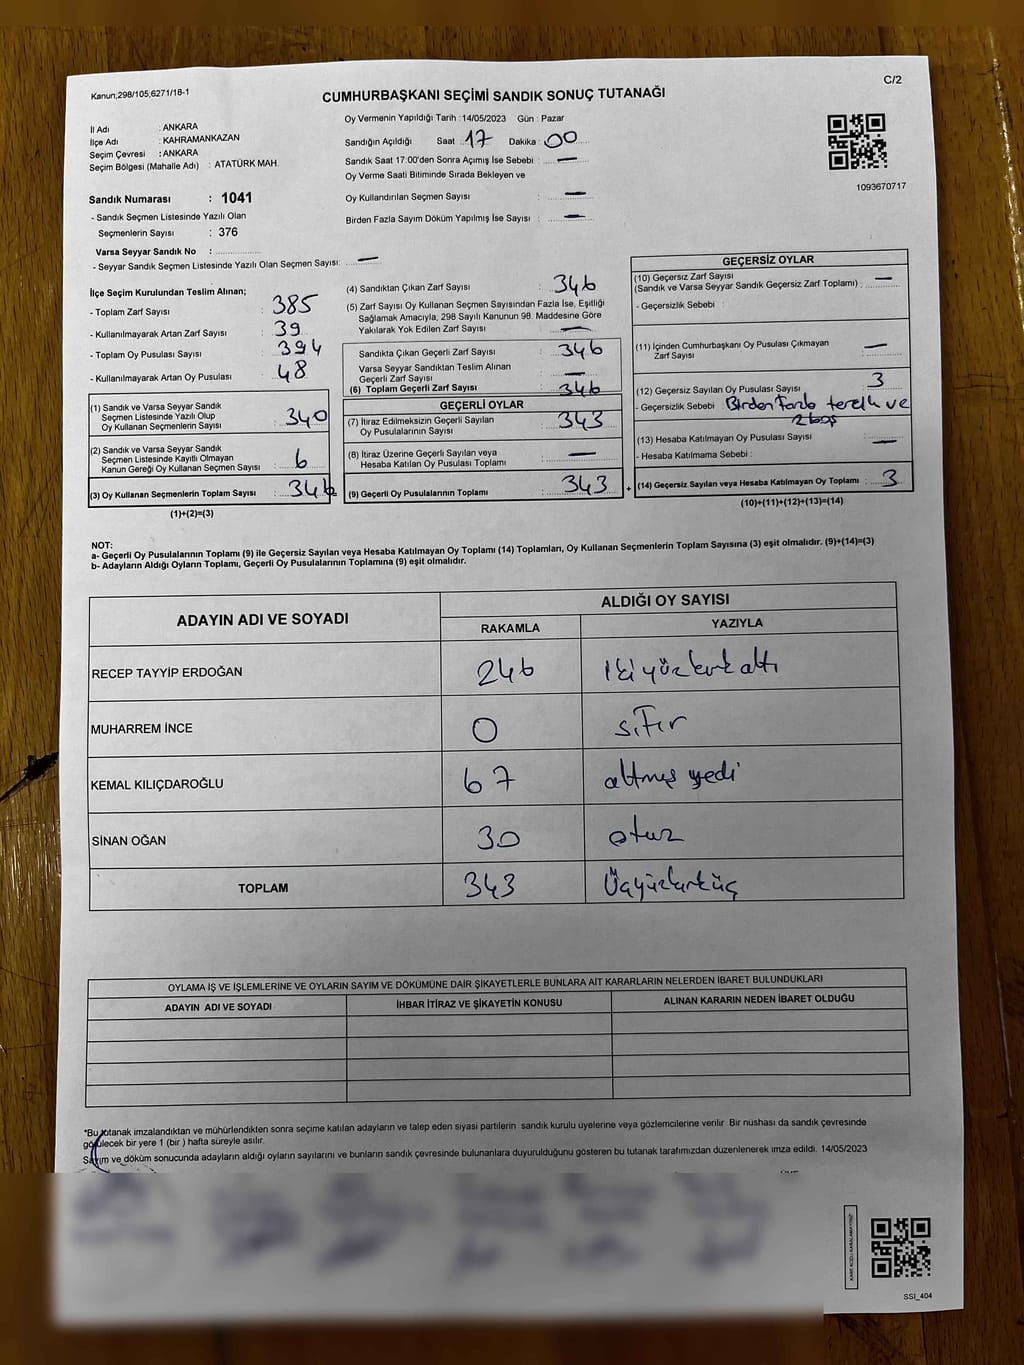 C/2
Kanun;298/105;6271/18-1
CUMHURBAŞKANI SEÇİMİ SANDIK SONUÇ TUTANAĞI
İl Adı : ANKARA
İlçe Adı : KAHRAMANKAZAN
Seçim Çevresi : ANKARA
Seçim Bölgesi (Mahalle Adı) : ATATÜRK MAH.
Oy Vermenin Yapıldığı Tarih : 14/05/2023 Gün : Pazar
Sandığın Açıldığı Saat : 17 Dakika : 00
Sandık Saat 17:00'den Sonra Açımış İse Sebebi : —
Oy Verme Saati Bitiminde Sırada Bekleyen ve
Oy Kullandırılan Seçmen Sayısı : —
Birden Fazla Sayım Döküm Yapılmış İse Sayısı : —
1093670717
Sandık Numarası : 1041
- Sandık Seçmen Listesinde Yazılı Olan
Seçmenlerin Sayısı : 376
Varsa Seyyar Sandık No :
- Seyyar Sandık Seçmen Listesinde Yazılı Olan Seçmen Sayısı: —
İlçe Seçim Kurulundan Teslim Alınan;
- Toplam Zarf Sayısı : 385
- Kullanılmayarak Artan Zarf Sayısı : 39
- Toplam Oy Pusulası Sayısı : 394
- Kullanılmayarak Artan Oy Pusulası : 48
(1) Sandık ve Varsa Seyyar Sandık
Seçmen Listesinde Yazılı Olup
Oy Kullanan Seçmenlerin Sayısı : 340
(2) Sandık ve Varsa Seyyar Sandık
Seçmen Listesinde Kayıtlı Olmayan
Kanun Gereği Oy Kullanan Seçmen Sayısı : 6
(3) Oy Kullanan Seçmenlerin Toplam Sayısı : 346
(1)+(2)=(3)
(4) Sandıktan Çıkan Zarf Sayısı : 346
(5) Zarf Sayısı Oy Kullanan Seçmen Sayısından Fazla İse, Eşitliği
Sağlamak Amacıyla, 298 Sayılı Kanunun 98. Maddesine Göre
Yakılarak Yok Edilen Zarf Sayısı : —
Sandıkta Çıkan Geçerli Zarf Sayısı : 346
Varsa Seyyar Sandıktan Teslim Alınan
Geçerli Zarf Sayısı : —
(6) Toplam Geçerli Zarf Sayısı : 346
GEÇERLİ OYLAR
(7) İtiraz Edilmeksizin Geçerli Sayılan
Oy Pusulalarının Sayısı : 343
(8) İtiraz Üzerine Geçerli Sayılan veya
Hesaba Katılan Oy Pusulası Toplamı : —
(9) Geçerli Oy Pusulalarının Toplamı : 343
+
GEÇERSİZ OYLAR
(10) Geçersiz Zarf Sayısı
(Sandık ve Varsa Seyyar Sandık Geçersiz Zarf Toplamı) : —
- Geçersizlik Sebebi :
(11) İçinden Cumhurbaşkanı Oy Pusulası Çıkmayan
Zarf Sayısı : —
(12) Geçersiz Sayılan Oy Pusulası Sayısı : 3
- Geçersizlik Sebebi : Birden Fazla tercih ve
2 boş
(13) Hesaba Katılmayan Oy Pusulası Sayısı : —
- Hesaba Katılmama Sebebi :
(14) Geçersiz Sayılan veya Hesaba Katılmayan Oy Toplamı : 3
(10)+(11)+(12)+(13)=(14)
NOT:
a- Geçerli Oy Pusulalarının Toplamı (9) ile Geçersiz Sayılan veya Hesaba Katılmayan Oy Toplamı (14) Toplamları, Oy Kullanan Seçmenlerin Toplam Sayısına (3) eşit olmalıdır. (9)+(14)=(3)
b- Adayların Aldığı Oyların Toplamı, Geçerli Oy Pusulalarının Toplamına (9) eşit olmalıdır.
ADAYIN ADI VE SOYADI
ALDIĞI OY SAYISI
RAKAMLA YAZIYLA
RECEP TAYYİP ERDOĞAN 246 ikiyüzkırkaltı
MUHARREM İNCE 0 sıfır
KEMAL KILIÇDAROĞLU 67 altmış yedi
SİNAN OĞAN 30 otuz
TOPLAM 343 Üçyüzkırküç
OYLAMA İŞ VE İŞLEMLERİNE VE OYLARIN SAYIM VE DÖKÜMÜNE DAİR ŞİKAYETLERLE BUNLARA AİT KARARLARIN NELERDEN İBARET BULUNDUKLARI
ADAYIN ADI VE SOYADI İHBAR İTİRAZ VE ŞİKAYETİN KONUSU ALINAN KARARIN NEDEN İBARET OLDUĞU
*Bu tutanak imzalandıktan ve mühürlendikten sonra seçime katılan adayların ve talep eden siyasi partilerin sandık kurulu üyelerine veya gözlemcilerine verilir. Bir nüshası da sandık çevresinde
görülecek bir yere 1 (bir ) hafta süreyle asılır.
Sayım ve döküm sonucunda adayların aldığı oyların sayılarını ve bunların sandık çevresinde bulunanlara duyurulduğunu gösteren bu tutanak tarafımızdan düzenlenerek imza edildi. 14/05/2023
KARE KODU KARALAMAYINIZ
SSI_404